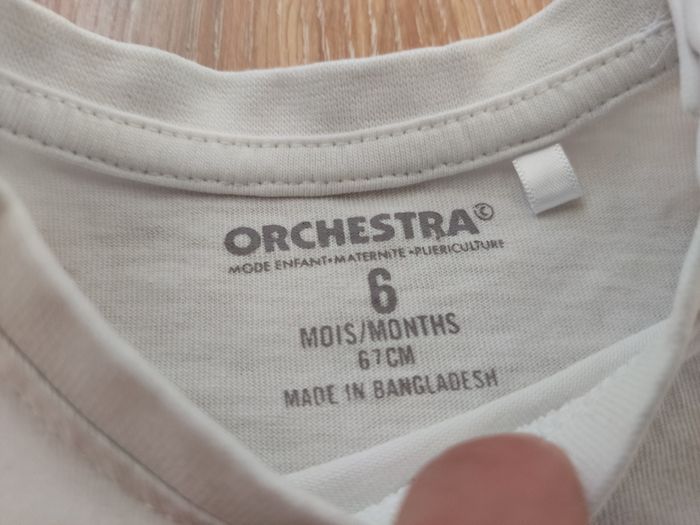 ORCHESTRA©
MODE ENFANT•MATERNITE•PUERICULTURE
6
MOIS/MONTHS
67CM
MADE IN BANGLADESH